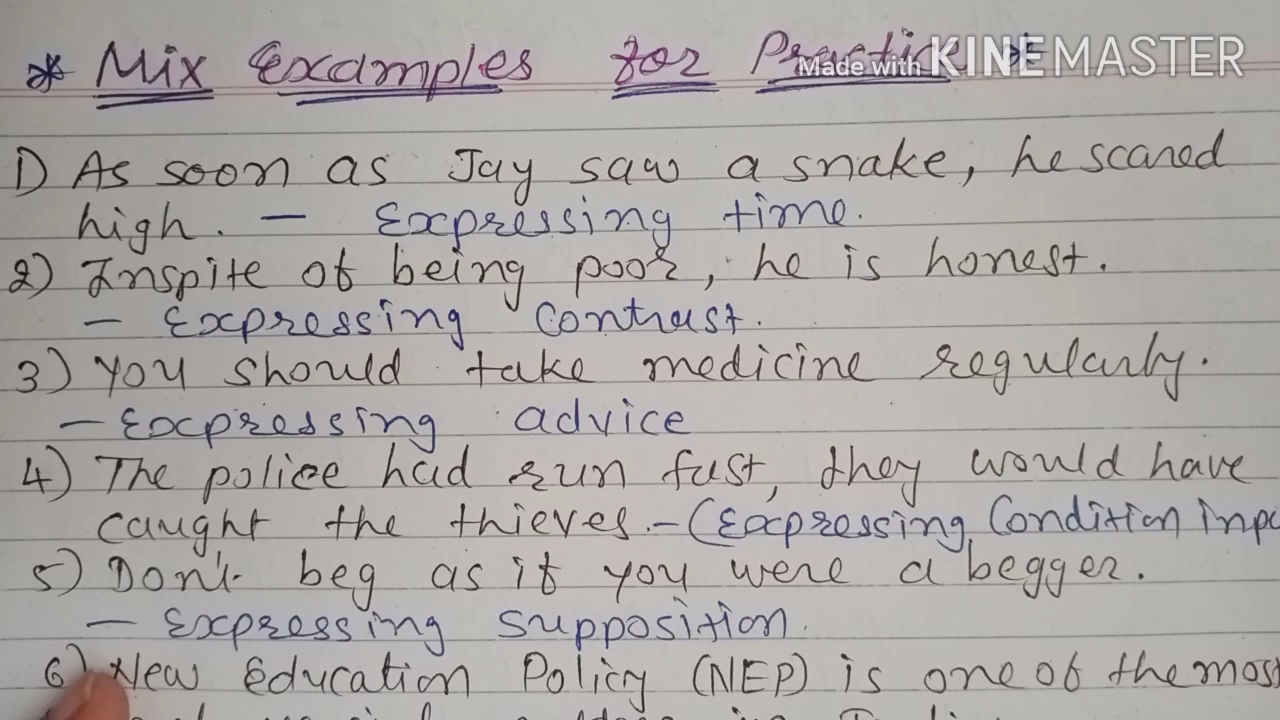 * Mix Examples for Practice *
Made with KINEMASTER
1) As soon as Jay saw a snake, he scared
high. – Expressing time.
2) Inspite of being poor, he is honest.
– Expressing Contrast.
3) You should take medicine regularly.
– Expressing advice
4) The police had run fast, they would have
caught the thieves – (Expressing Condition inpa
5) Don't beg as if you were a begger.
– Expressing Supposition.
6) New Education Policy (NEP) is one of the most